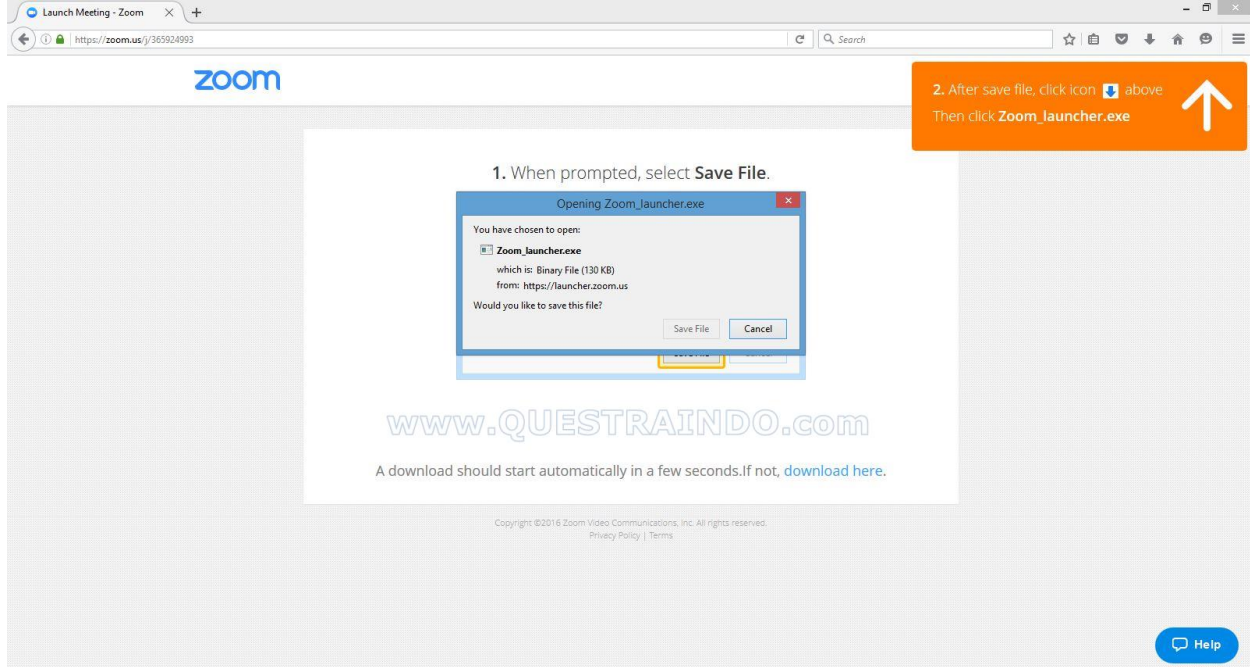 Launch Meeting - Zoom
https://zoom.us/j/365924993
Search
zoom
2. After save file, click icon above
Then click Zoom_launcher.exe
1. When prompted, select Save File.
Opening Zoom_launcher.exe
You have chosen to open:
Zoom_launcher.exe
which is: Binary File (130 KB)
from: https://launcher.zoom.us
Would you like to save this file?
Save File Cancel
www.QUESTRAINDO.com
A download should start automatically in a few seconds.If not, download here.
Copyright ©2016 Zoom Video Communications, Inc. All rights reserved.
Privacy Policy | Terms
Help